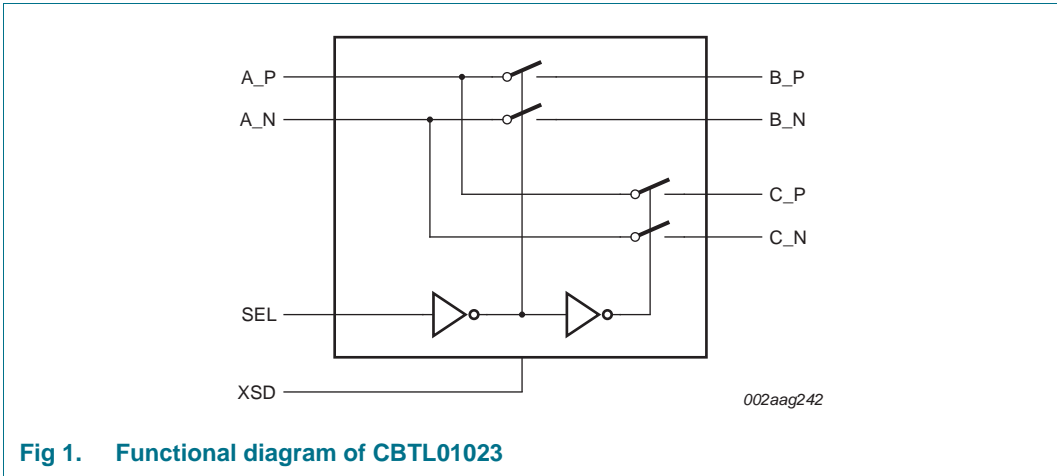 A_P
B_P
A_N
B_N
C_P
C_N
SEL
XSD
002aag242
Fig 1. Functional diagram of CBTL01023